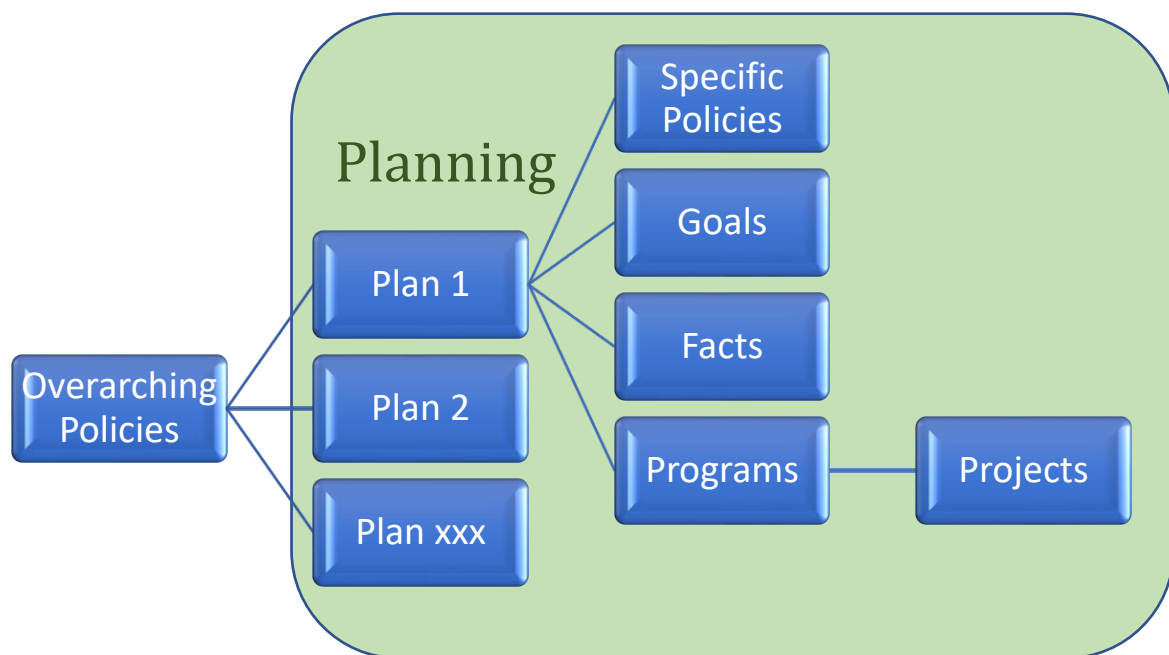 Planning
Overarching
Policies
Plan 1
Plan 2
Plan xxx
Specific
Policies
Goals
Facts
Programs
Projects